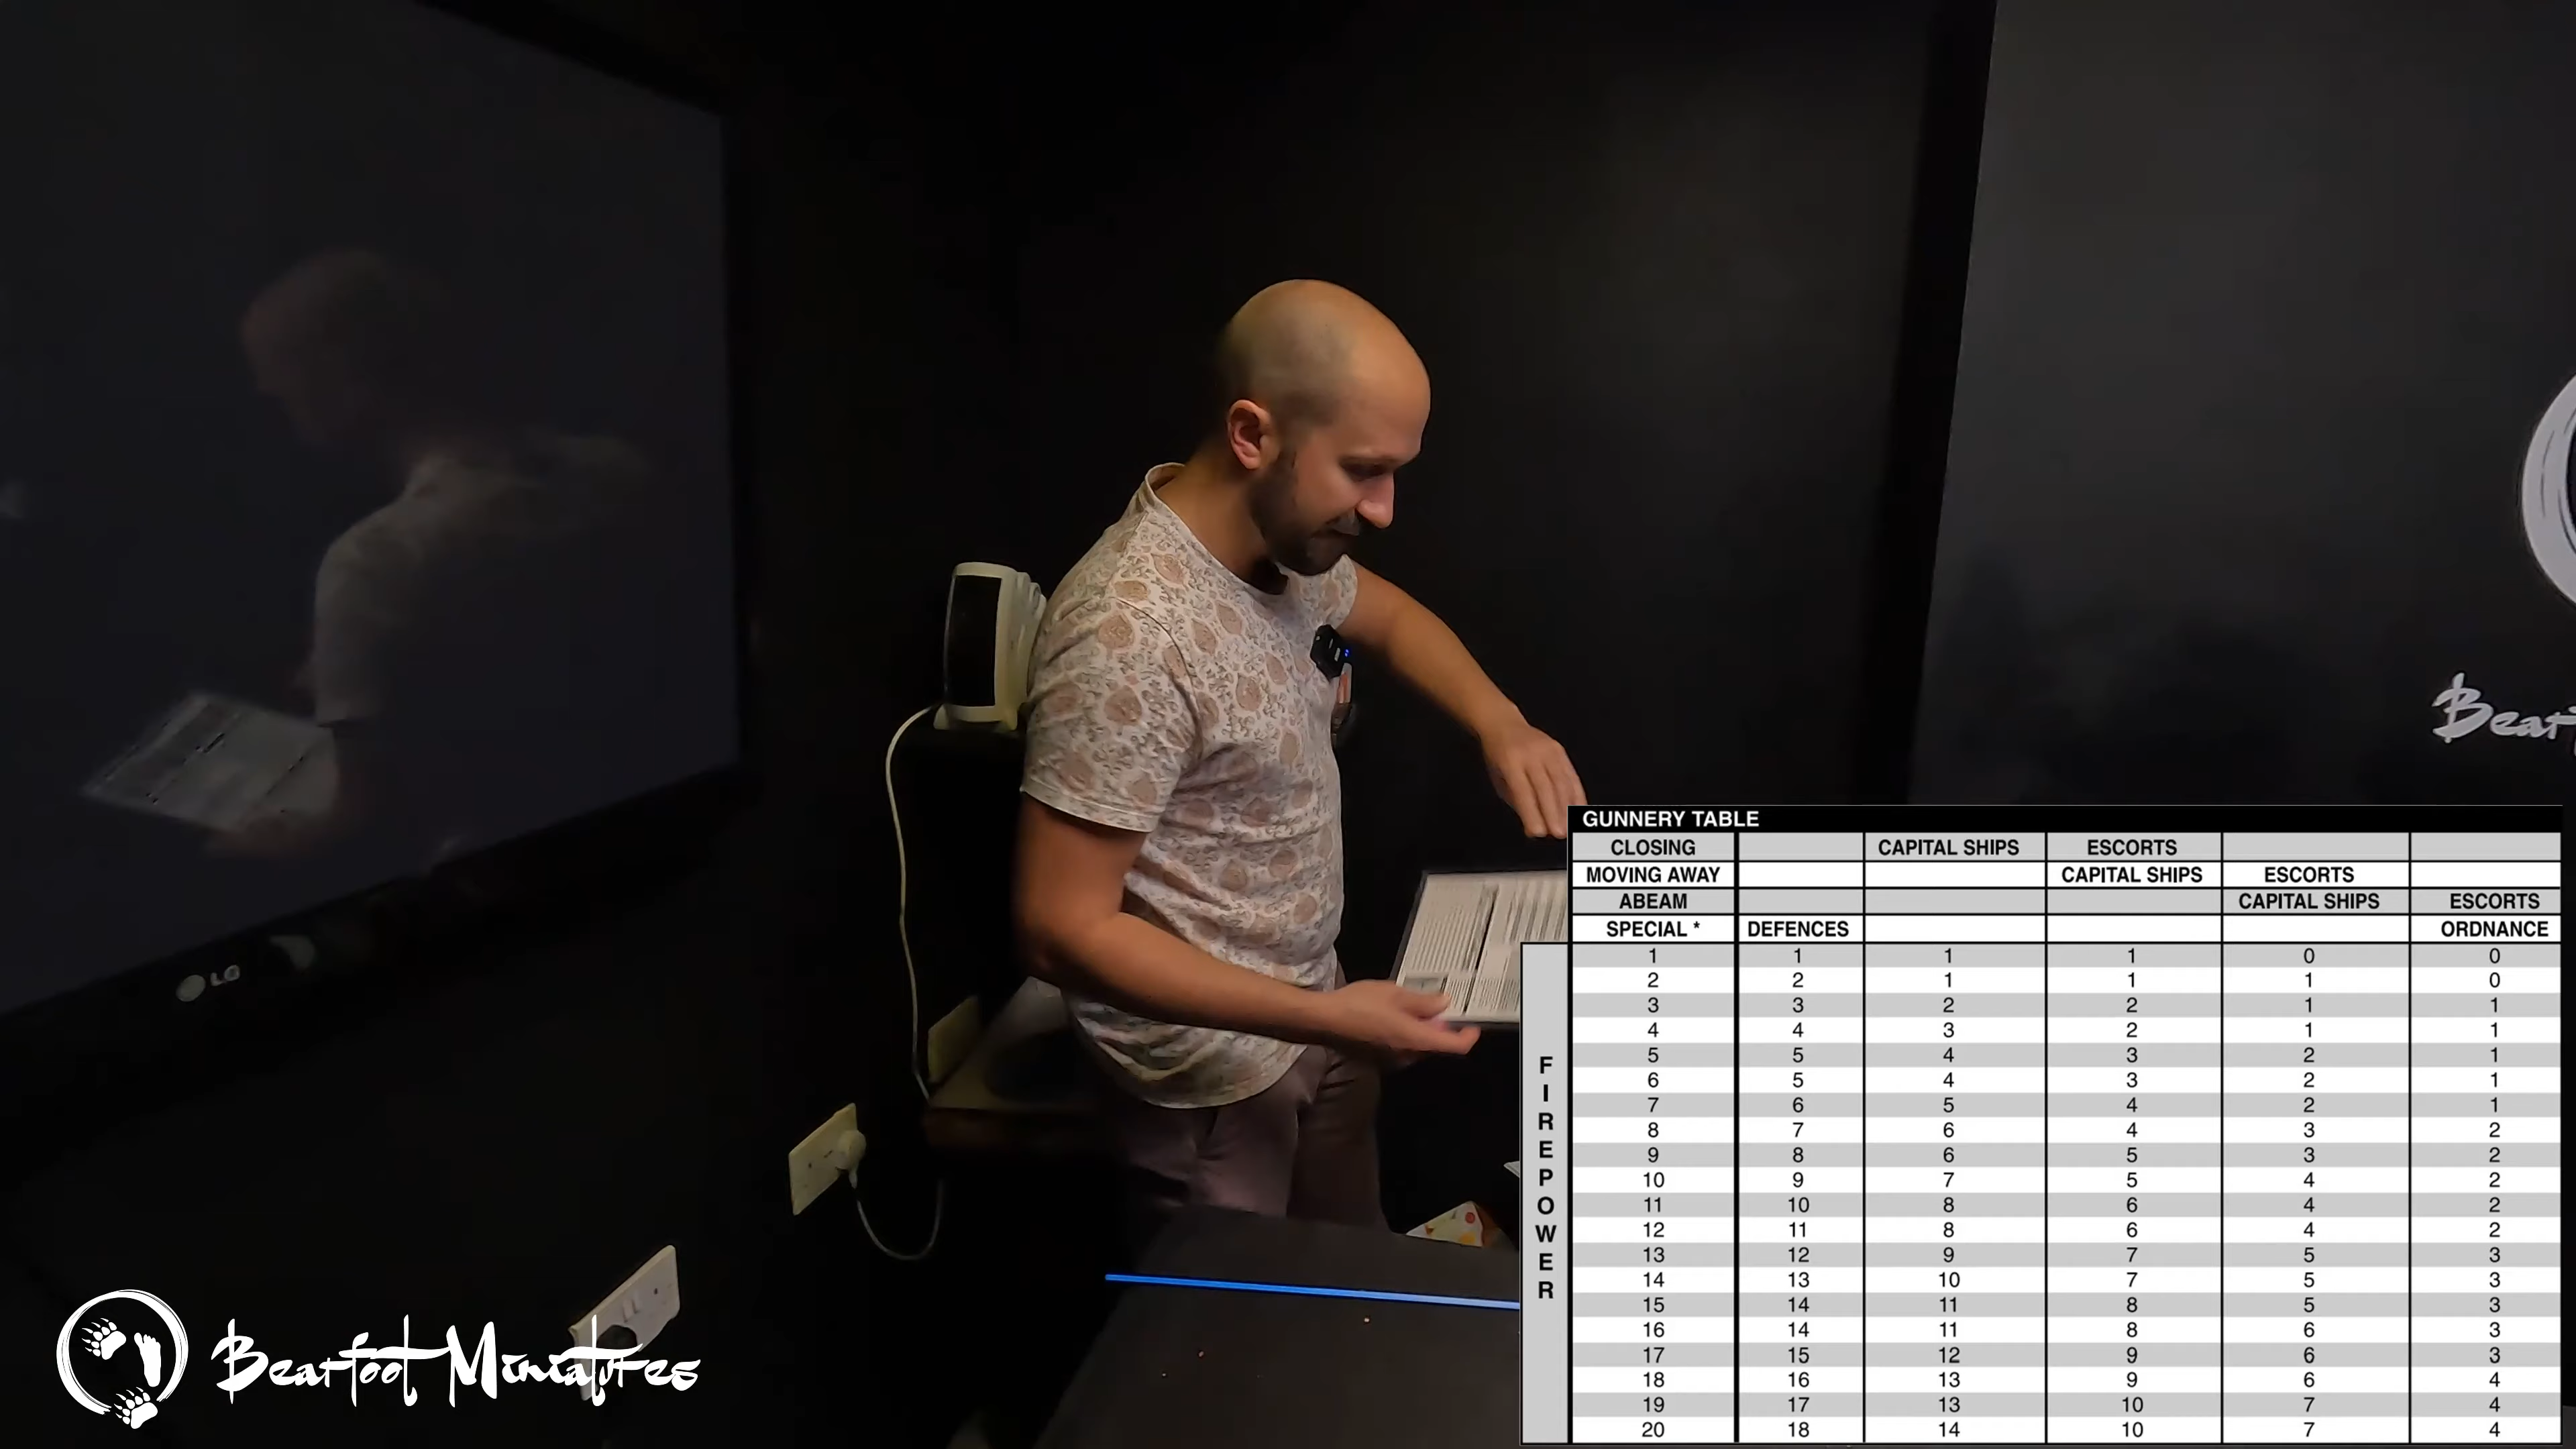 LG
Bear
GUNNERY TABLE
CLOSING CAPITAL SHIPS ESCORTS
MOVING AWAY CAPITAL SHIPS ESCORTS
ABEAM CAPITAL SHIPS ESCORTS
SPECIAL * DEFENCES ORDNANCE
FIREPOWER
1 1 1 1 0 0
2 2 1 1 1 0
3 3 2 2 1 1
4 4 3 2 1 1
5 5 4 3 2 1
6 5 4 3 2 1
7 6 5 4 2 1
8 7 6 4 3 2
9 8 6 5 3 2
10 9 7 5 4 2
11 10 8 6 4 2
12 11 8 6 4 2
13 12 9 7 5 3
14 13 10 7 5 3
15 14 11 8 5 3
16 14 11 8 6 3
17 15 12 9 6 3
18 16 13 9 6 4
19 17 13 10 7 4
20 18 14 10 7 4
Bearfoot Miniatures